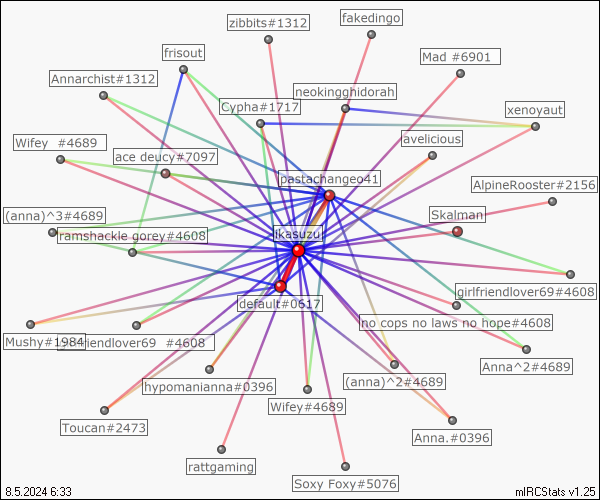 zibbits#1312
fakedingo
frisout
Mad #6901
Annarchist#1312
neokingghidorah
Cypha#1717
xenoyaut
Wifey #4689
avelicious
ace deucy#7097
pastachangeo41
AlpineRooster#2156
(anna)^3#4689
Skalman
ramshackle gorey#4608
ikasuzu
girlfriendlover69#4608
default#0617
no cops no laws no hope#4608
Mushy#1984
friendlover69 #4608
Anna^2#4689
hypomanianna#0396
(anna)^2#4689
Wifey#4689
Toucan#2473
Anna.#0396
rattgaming
Soxy Foxy#5076
8.5.2024 6:33
mIRCStats v1.25